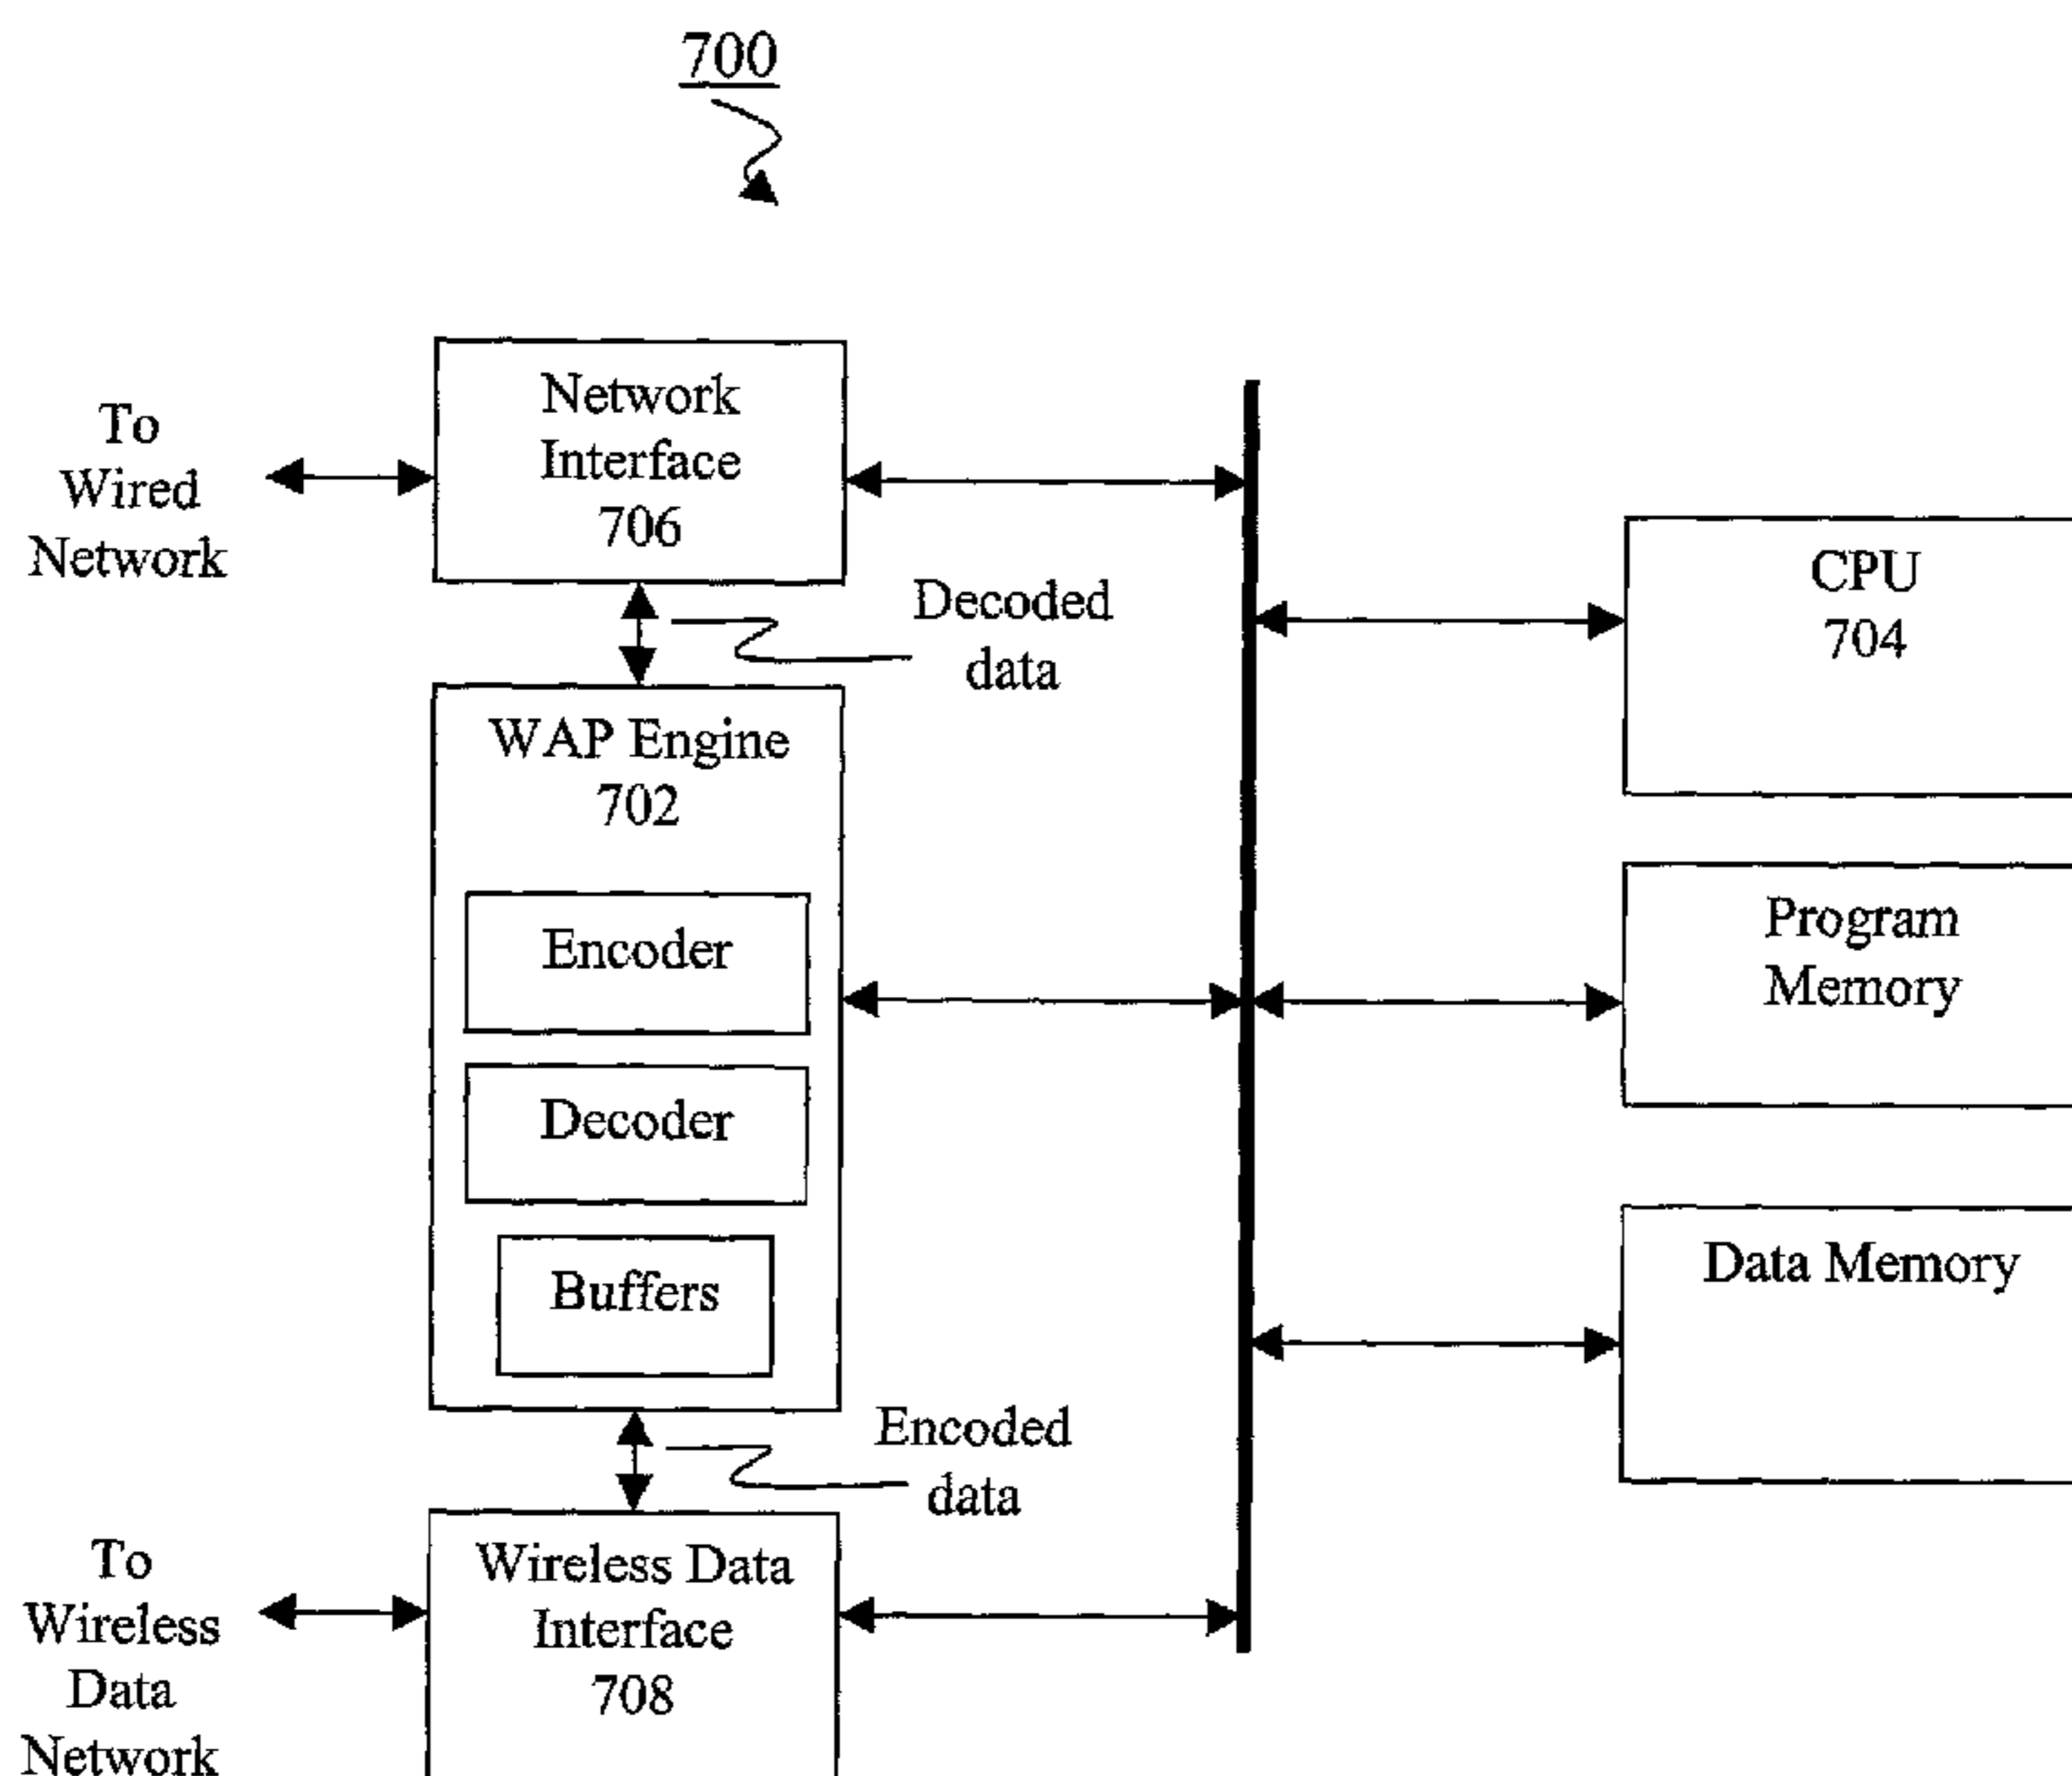 700
To
Wired
Network
Network
Interface
706
Decoded
data
CPU
704
WAP Engine
702
Encoder
Decoder
Buffers
Program
Memory
Data Memory
Encoded
data
To
Wireless
Data
Network
Wireless Data
Interface
708